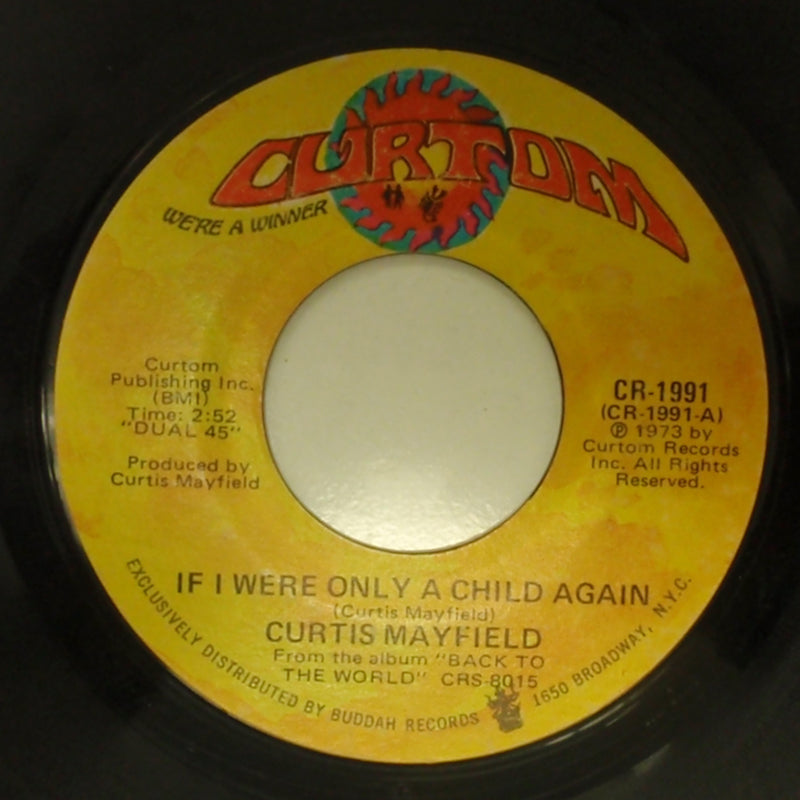 CURTOM
WE'RE A WINNER
Curtom
Publishing Inc.
(BMI)
Time: 2:52
"DUAL 45"
Produced by
Curtis Mayfield
CR-1991
(CR-1991-A)
℗ 1973 by
Curtom Records
Inc. All Rights
Reserved.
IF I WERE ONLY A CHILD AGAIN
(Curtis Mayfield)
CURTIS MAYFIELD
From the album "BACK TO
THE WORLD" CRS-8015
EXCLUSIVELY DISTRIBUTED BY BUDDAH RECORDS 1650 BROADWAY, N.Y.C.